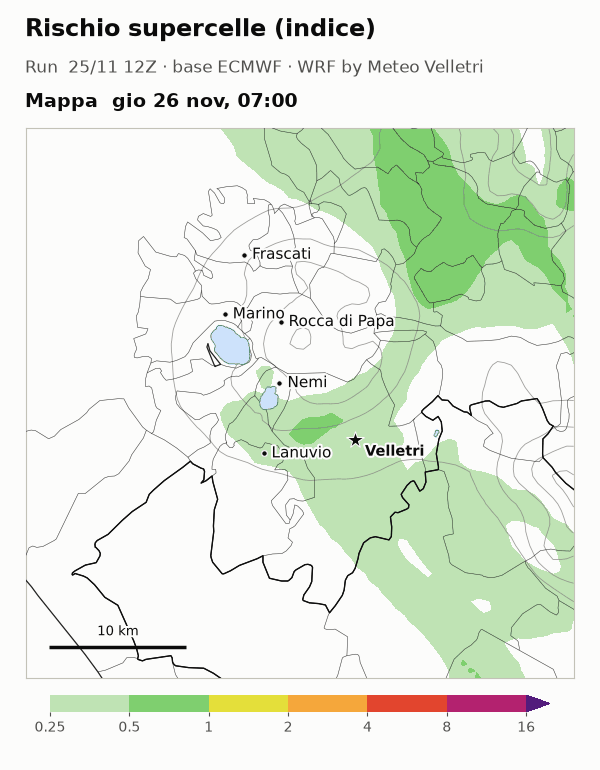 Rischio supercelle (indice)
Run  25/11 12Z · base ECMWF · WRF by Meteo Velletri
Mappa  gio 26 nov, 07:00
Frascati
Marino
Rocca di Papa
Nemi
Velletri
Lanuvio
10 km
0.25 0.5 1 2 4 8 16